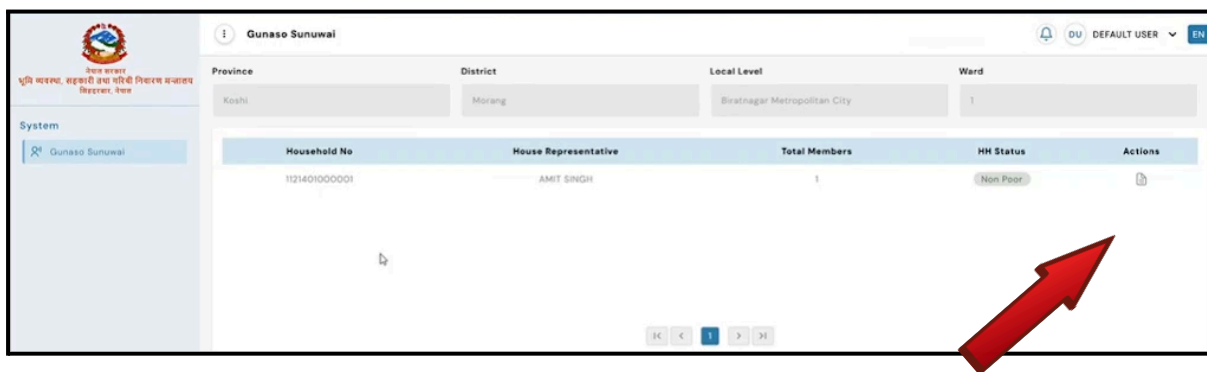 नेपाल सरकार
भूमि व्यवस्था, सहकारी तथा गरिबी निवारण मन्त्रालय
सिंहदरबार, नेपाल
System
Gunaso Sunuwai
Gunaso Sunuwai
DU DEFAULT USER EN
Province District Local Level Ward
Koshi Morang Biratnagar Metropolitan City 1
Household No House Representative Total Members HH Status Actions
1121401000001 AMIT SINGH 1 Non Poor
1